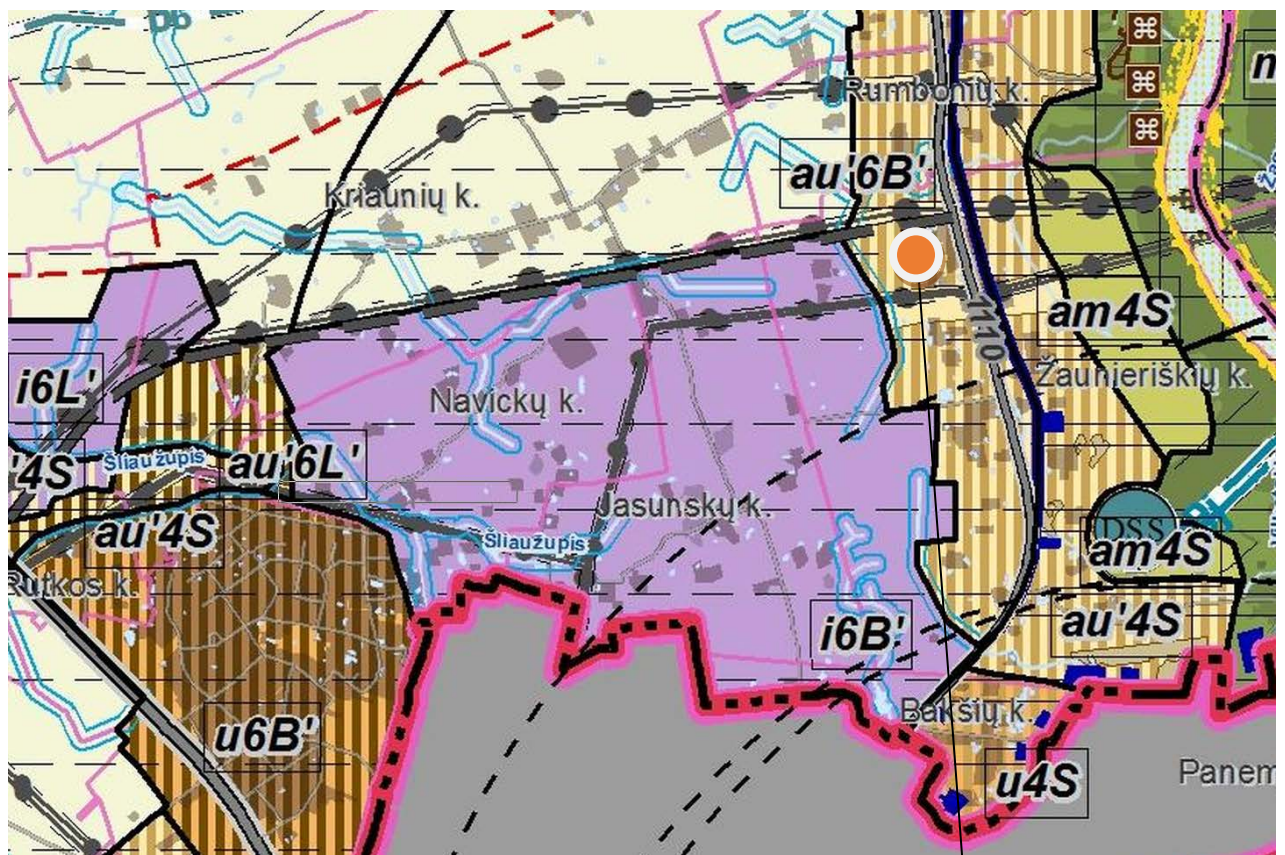 D6
Rumbonių k.
au'6B'
Kriaunių k.
am4S
1110
Žaunieriškių k.
i6L'
Navickų k.
'4S
Šliaužupis
au'6L'
Jasunskų k.
au'4S
DSS
Šliaužupis
am4S
Rutkos k.
i6B'
au'4S
Bakšių k.
u6B'
u4S
Panem